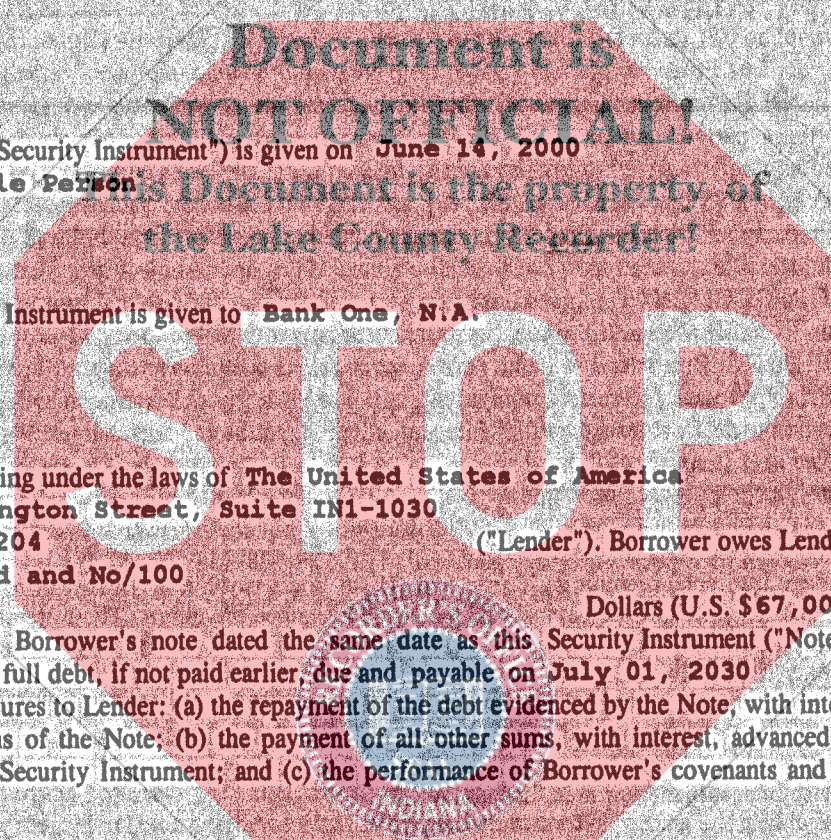 Document is
NOT OFFICIAL!
Security Instrument") is given on June 14, 2000
le Person
This Document is the property of
the Lake County Recorder!
Instrument is given to Bank One, N.A.
STOP
ing under the laws of The United States of America
ngton Street, Suite IN1-1030
204 ("Lender"). Borrower owes Lend
d and No/100
Dollars (U.S. $67,00
Borrower's note dated the same date as this Security Instrument ("Note
full debt, if not paid earlier, due and payable on July 01, 2030
ures to Lender: (a) the repayment of the debt evidenced by the Note, with inte
s of the Note; (b) the payment of all other sums, with interest, advanced
Security Instrument; and (c) the performance of Borrower's covenants and
RECORDER'S OFFICE
INDIANA